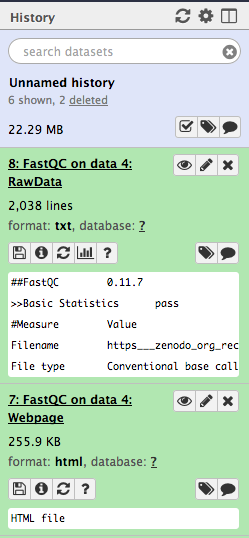 History
search datasets
Unnamed history
6 shown, 2 deleted
22.29 MB
8: FastQC on data 4:
RawData
2,038 lines
format: txt, database: ?
##FastQC 0.11.7
>>Basic Statistics pass
#Measure Value
Filename https___zenodo_org_rec
File type Conventional base call
7: FastQC on data 4:
Webpage
255.9 KB
format: html, database: ?
HTML file